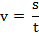 v = s/t